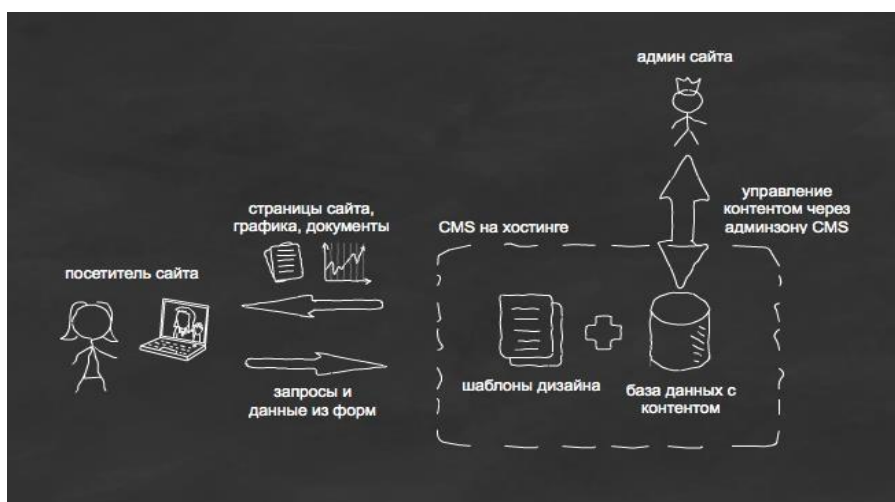 админ сайта
управление
контентом через
админзону CMS
страницы сайта,
графика, документы
CMS на хостинге
посетитель сайта
шаблоны дизайна
база данных с
контентом
запросы и
данные из форм